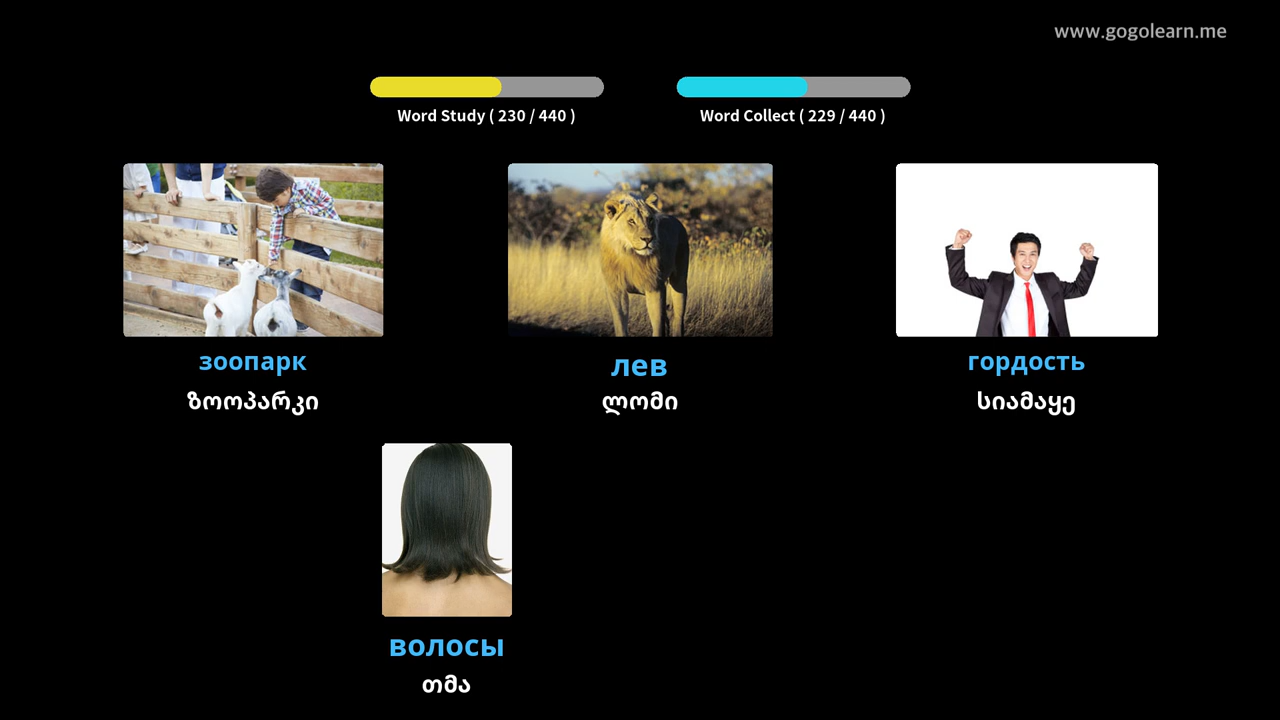 www.gogolearn.me
Word Study ( 230 / 440 )
Word Collect ( 229 / 440 )
зоопарк
ზოოპარკი
лев
ლომი
гордость
სიამაყე
волосы
თმა